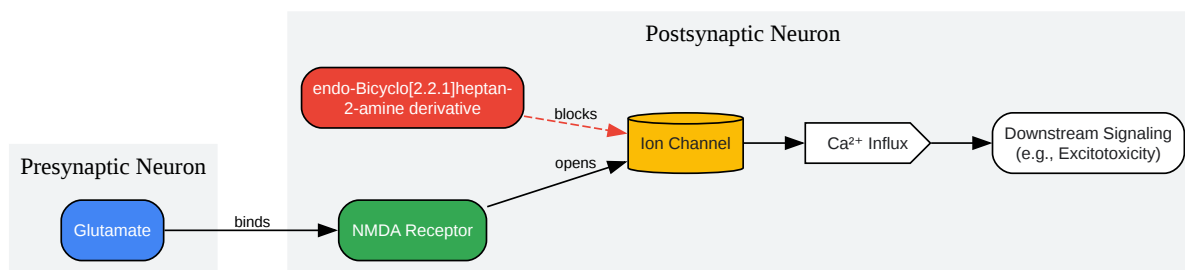 Postsynaptic Neuron
endo-Bicyclo[2.2.1]heptan-
2-amine derivative
blocks
Ion Channel
Ca²⁺ Influx
Downstream Signaling
(e.g., Excitotoxicity)
opens
Presynaptic Neuron
Glutamate
binds
NMDA Receptor